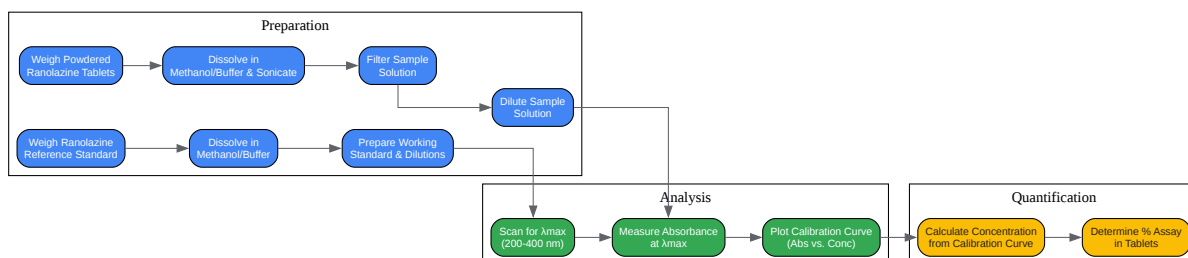 Preparation
Weigh Powdered
Ranolazine Tablets
Dissolve in
Methanol/Buffer & Sonicate
Filter Sample
Solution
Dilute Sample
Solution
Weigh Ranolazine
Reference Standard
Dissolve in
Methanol/Buffer
Prepare Working
Standard & Dilutions
Analysis
Scan for λmax
(200-400 nm)
Measure Absorbance
at λmax
Plot Calibration Curve
(Abs vs. Conc)
Quantification
Calculate Concentration
from Calibration Curve
Determine % Assay
in Tablets